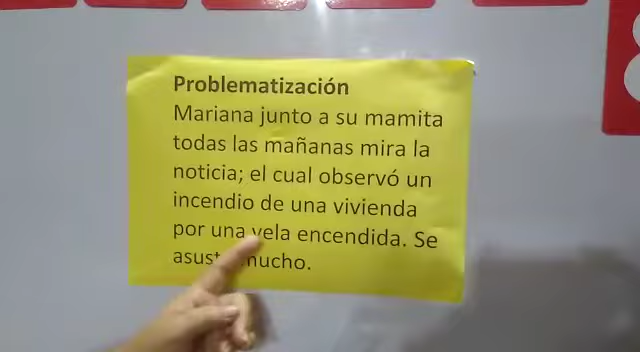 Problematización
Mariana junto a su mamita
todas las mañanas mira la
noticia; el cual observó un
incendio de una vivienda
por una vela encendida. Se
mucho.